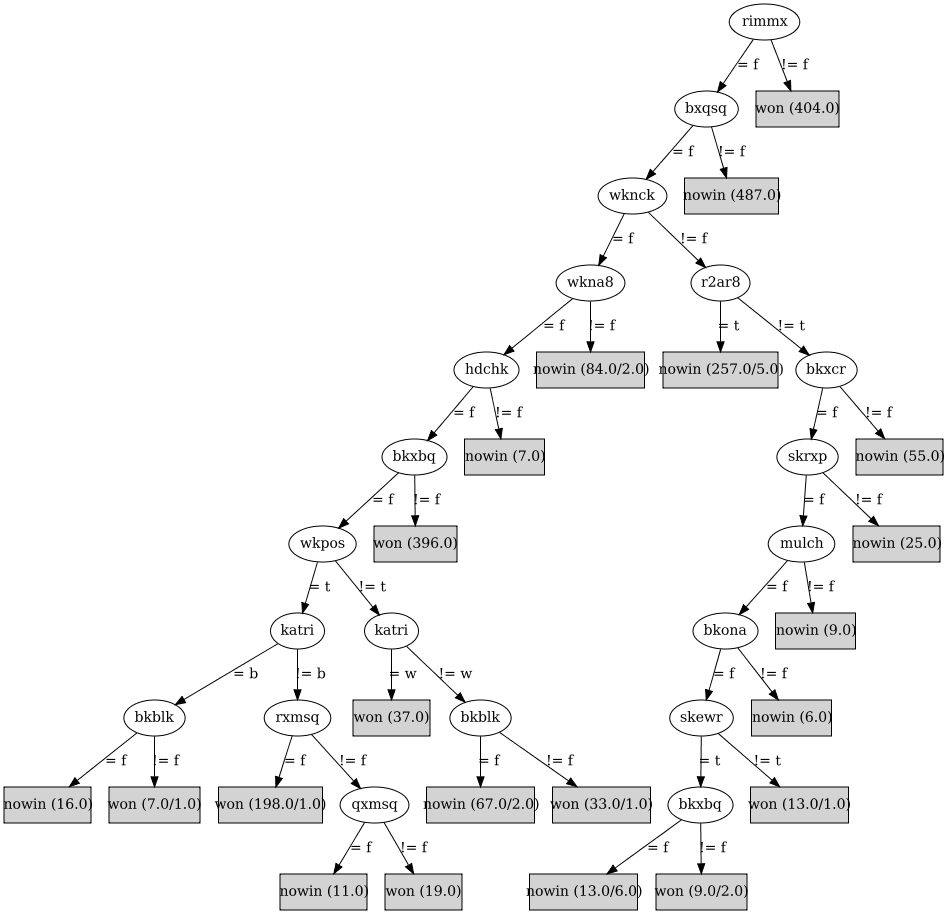 rimmx
= f
!= f
bxqsq
won (404.0)
= f
!= f
wknck
nowin (487.0)
= f
!= f
wkna8
r2ar8
= f
!= f
= t
!= t
hdchk
nowin (84.0/2.0)
nowin (257.0/5.0)
bkxcr
= f
!= f
= f
!= f
bkxbq
nowin (7.0)
skrxp
nowin (55.0)
= f
!= f
= f
!= f
wkpos
won (396.0)
mulch
nowin (25.0)
= t
!= t
= f
!= f
katri
katri
bkona
nowin (9.0)
= b
!= b
= w
!= w
= f
!= f
bkblk
rxmsq
won (37.0)
bkblk
skewr
nowin (6.0)
= f
!= f
= f
!= f
= f
!= f
= t
!= t
nowin (16.0)
won (7.0/1.0)
won (198.0/1.0)
qxmsq
nowin (67.0/2.0)
won (33.0/1.0)
bkxbq
won (13.0/1.0)
= f
!= f
= f
!= f
nowin (11.0)
won (19.0)
nowin (13.0/6.0)
won (9.0/2.0)